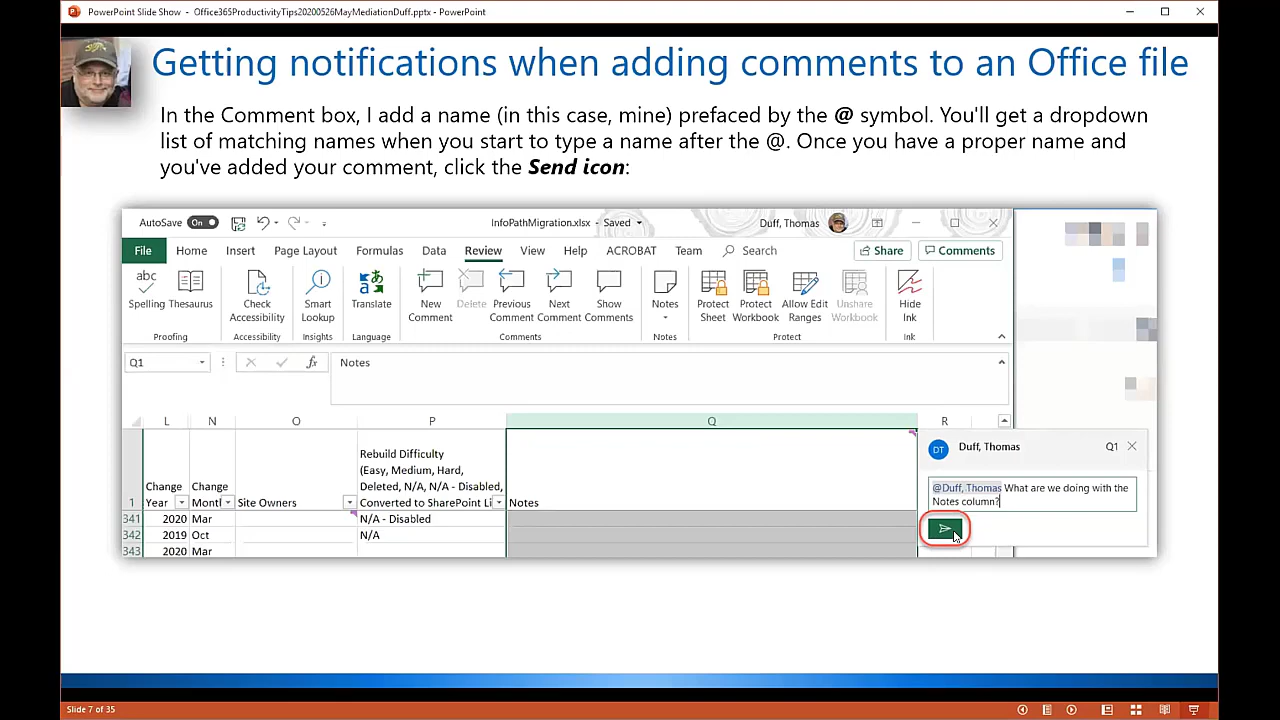 PowerPoint Slide Show - Office365ProductivityTips20200526MayMediationDuff.pptx - PowerPoint
Getting notifications when adding comments to an Office file
In the Comment box, I add a name (in this case, mine) prefaced by the @ symbol. You'll get a dropdown
list of matching names when you start to type a name after the @. Once you have a proper name and
you've added your comment, click the Send icon:
AutoSave On InfoPathMigration.xlsx - Saved Duff, Thomas
File Home Insert Page Layout Formulas Data Review View Help ACROBAT Team Search Share Comments
abc
Spelling Thesaurus Check Accessibility Smart Lookup Translate New Comment Delete Previous Comment Next Comment Show Comments Notes Protect Sheet Protect Workbook Allow Edit Ranges Unshare Workbook Hide Ink
Proofing Accessibility Insights Language Comments Notes Protect Ink
Q1 fx Notes
L N O P Q R
Rebuild Difficulty
(Easy, Medium, Hard,
Change Change Deleted, N/A, N/A - Disabled,
1 Year Montl Site Owners Converted to SharePoint Li Notes
341 2020 Mar N/A - Disabled
342 2019 Oct N/A
343 2020 Mar
DT Duff, Thomas Q1
@Duff, Thomas What are we doing with the
Notes column?
Slide 7 of 35